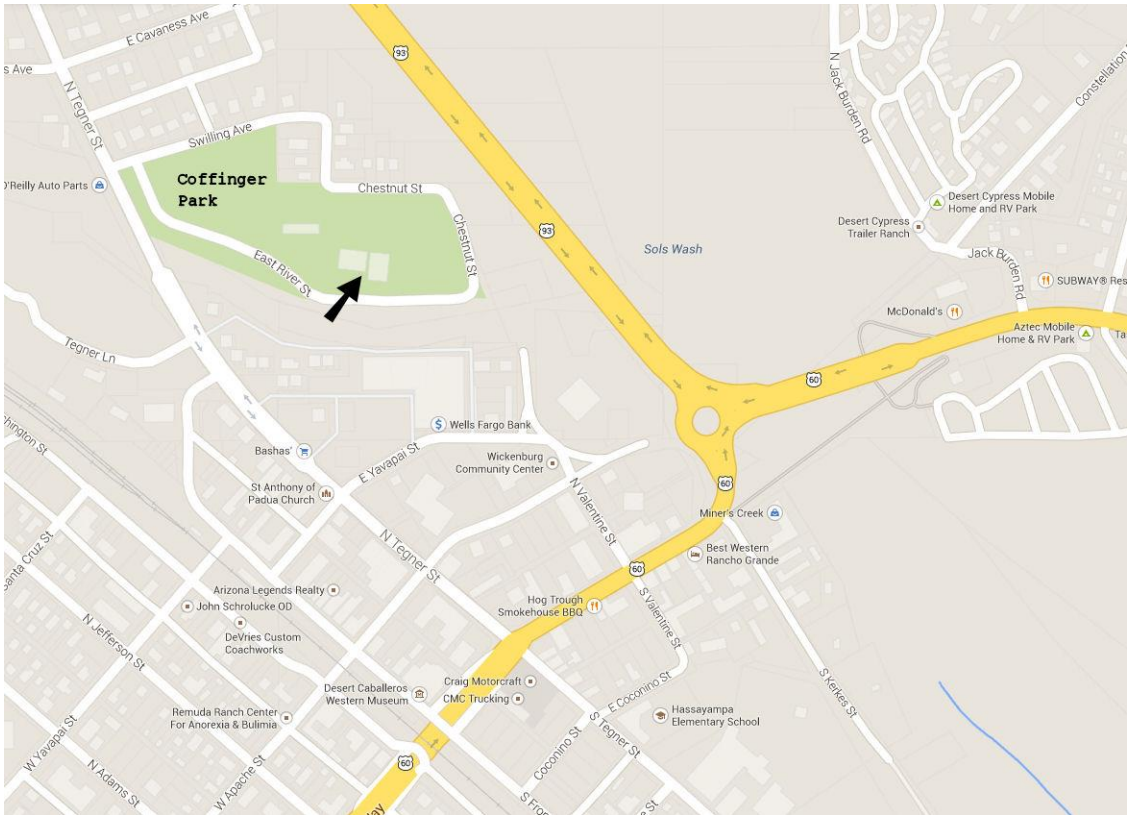 E Cavaness Ave
s Ave
N Tegner St
93
N Jack Burden Rd
Constellation
Swilling Ave
O'Reilly Auto Parts
Coffinger
Park
Chestnut St
Chestnut St
Desert Cypress Mobile
Home and RV Park
Desert Cypress
Trailer Ranch
93
Sols Wash
East River St
Jack Burden Rd
SUBWAY® Res
McDonald's
Aztec Mobile
Home & RV Park
Ta
Tegner Ln
60
Wells Fargo Bank
ashington St
Bashas'
E Yavapai St
Wickenburg
Community Center
St Anthony of
Padua Church
60
N Valentine St
Miner's Creek
N Tegner St
Best Western
Rancho Grande
Santa Cruz St
60
Arizona Legends Realty
John Schrolucke OD
Hog Trough
Smokehouse BBQ
S Valentine St
N Jefferson St
DeVries Custom
Coachworks
Craig Motorcraft
CMC Trucking
Desert Caballeros
Western Museum
E Coconino St
S Kerkes St
Remuda Ranch Center
For Anorexia & Bulimia
Hassayampa
Elementary School
W Yavapai St
S Tegner St
Coconino St
60
N Adams St
W Apache St
S Fron
ay